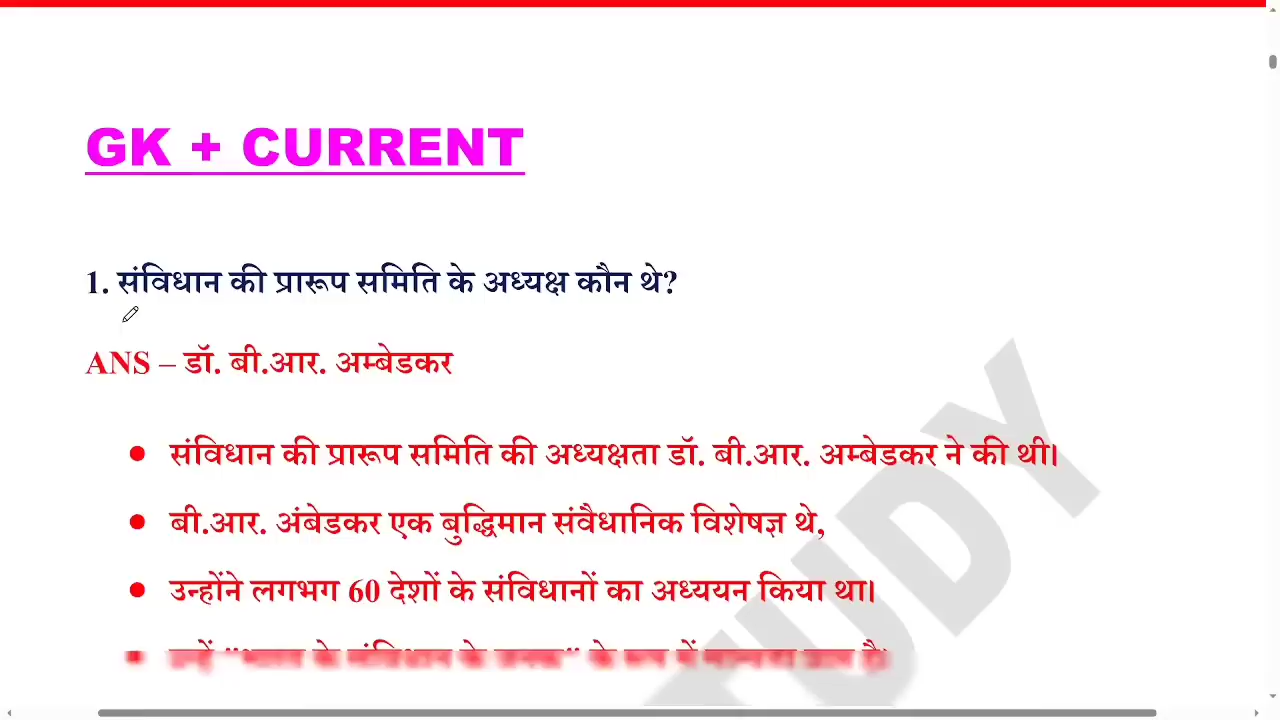 GK + CURRENT
1. संविधान की प्रारूप समिति के अध्यक्ष कौन थे?
ANS – डॉ. बी.आर. अम्बेडकर
• संविधान की प्रारूप समिति की अध्यक्षता डॉ. बी.आर. अम्बेडकर ने की थी।
• बी.आर. अंबेडकर एक बुद्धिमान संवैधानिक विशेषज्ञ थे,
• उन्होंने लगभग 60 देशों के संविधानों का अध्ययन किया था।
TUDY